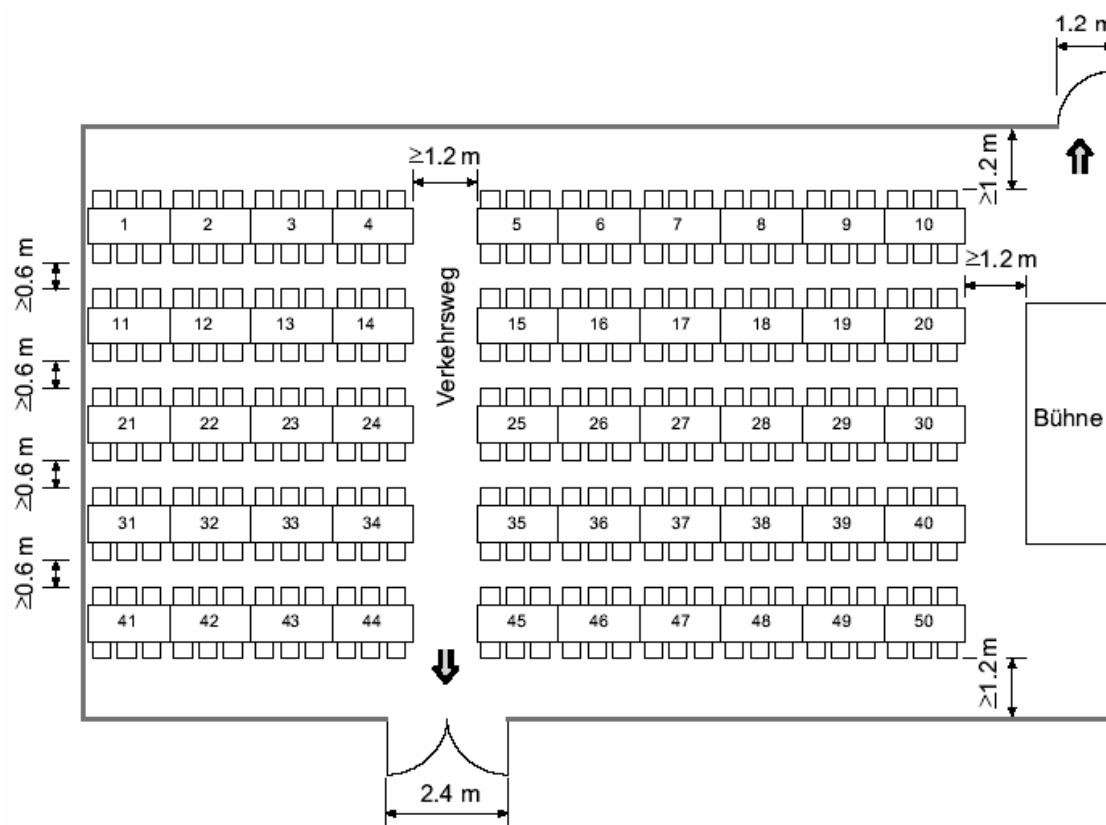 1.2 m
≥1.2 m
≥1.2 m
1 2 3 4 5 6 7 8 9 10
≥0.6 m
≥1.2 m
11 12 13 14 15 16 17 18 19 20
Verkehrsweg
≥0.6 m
21 22 23 24 25 26 27 28 29 30
Bühne
≥0.6 m
31 32 33 34 35 36 37 38 39 40
≥0.6 m
41 42 43 44 45 46 47 48 49 50
≥1.2 m
2.4 m